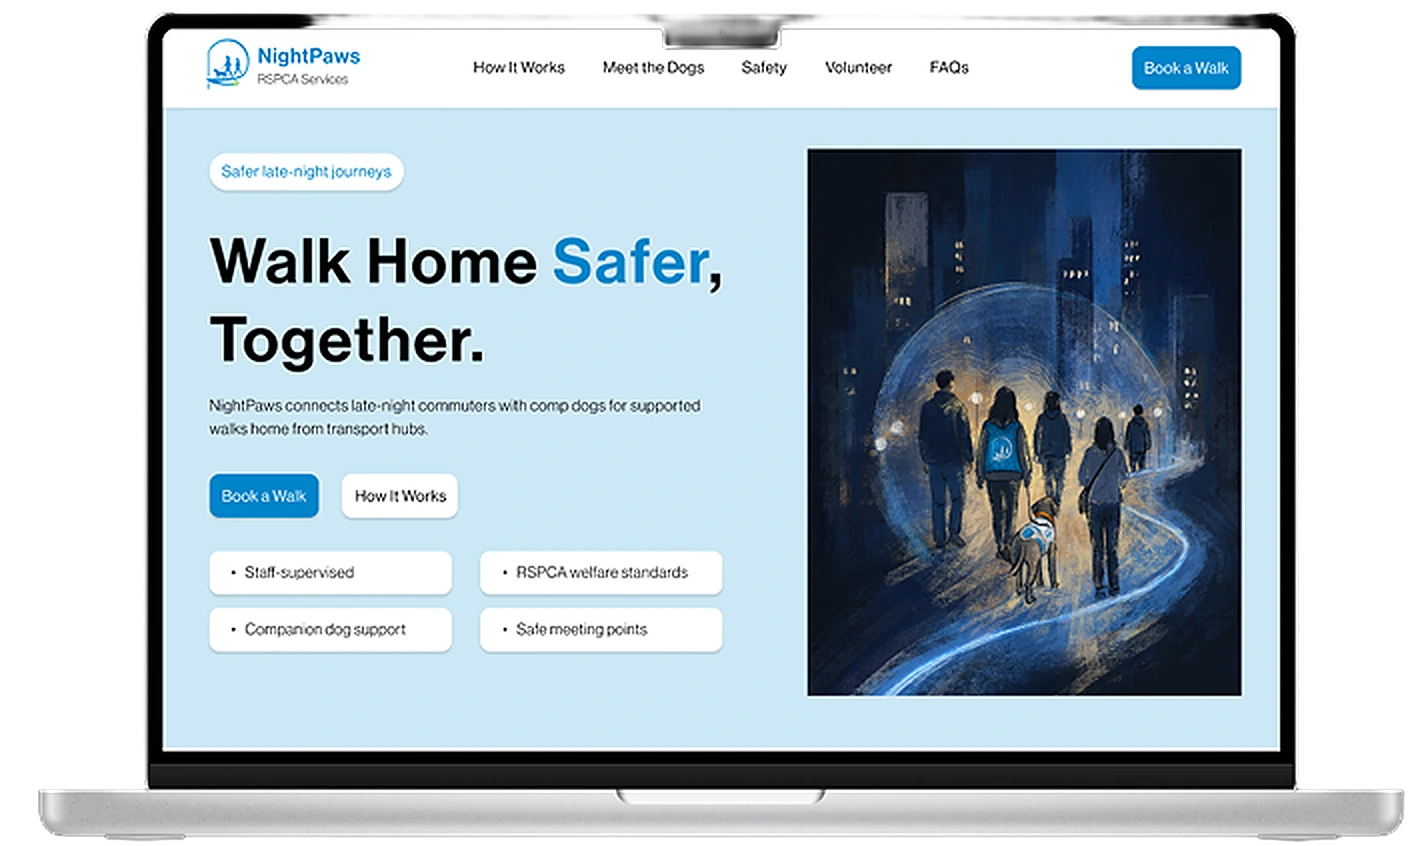 NightPaws
RSPCA Services
How It Works
Meet the Dogs
Safety
Volunteer
FAQs
Book a Walk
Safer late-night journeys
Walk Home Safer,
Together.
NightPaws connects late-night commuters with comp dogs for supported
walks home from transport hubs.
Book a Walk
How It Works
• Staff-supervised
• RSPCA welfare standards
• Companion dog support
• Safe meeting points